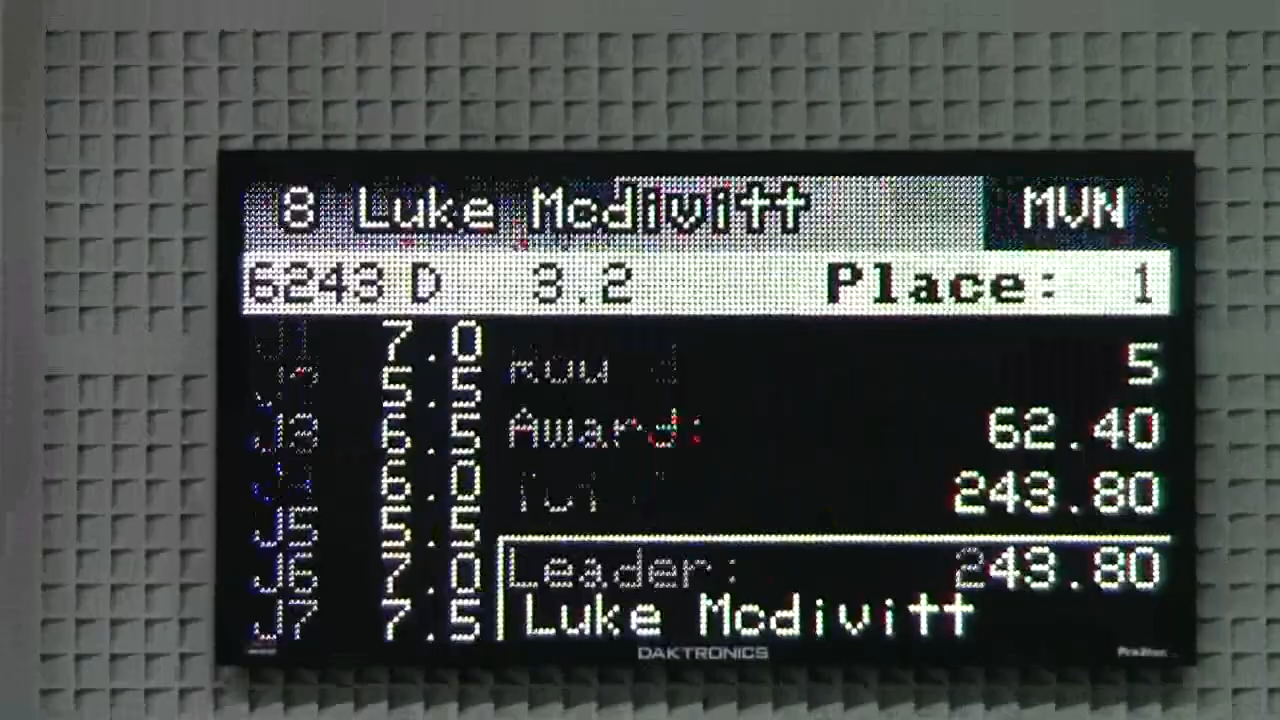 8 Luke Mcdivitt MVN
6243 D 3.2 Place: 1
7.0
5.5
J3 6.5
6.0
J5 5.5
J6 7.0
J7 7.5
5
Award: 62.40
243.80
Leader: 243.80
Luke Mcdivitt
DAKTRONICS